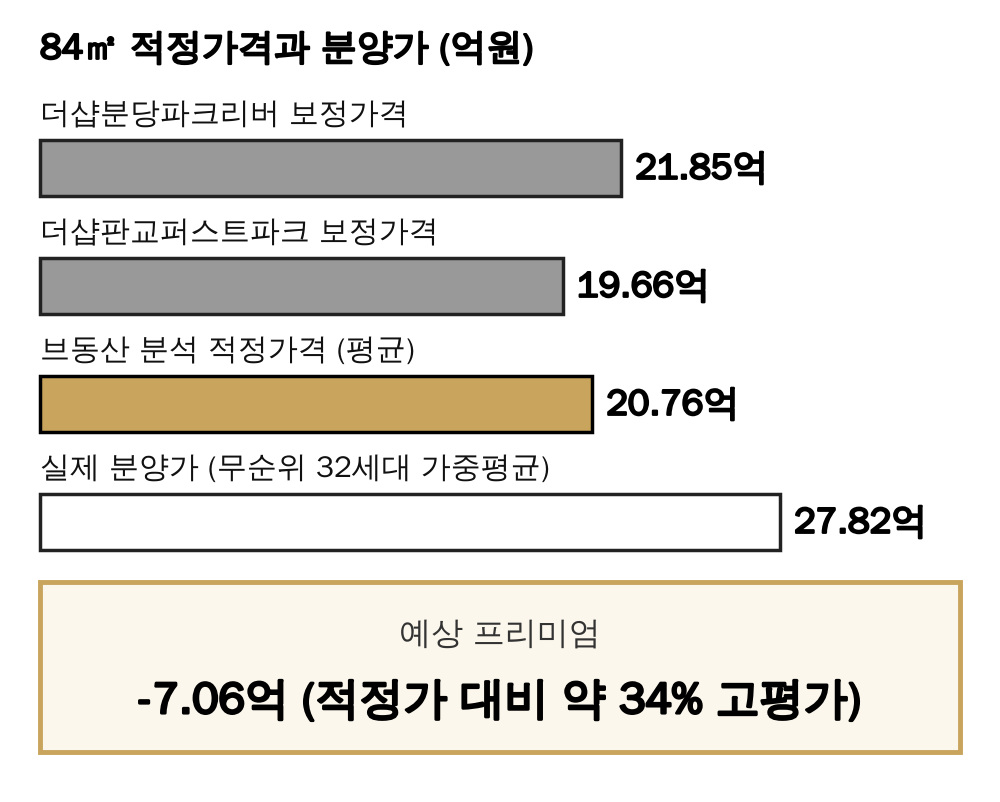 84㎡ 적정가격과 분양가 (억원)
더샵분당파크리버 보정가격
21.85억
더샵판교퍼스트파크 보정가격
19.66억
브동산 분석 적정가격 (평균)
20.76억
실제 분양가 (무순위 32세대 가중평균)
27.82억
예상 프리미엄
-7.06억 (적정가 대비 약 34% 고평가)